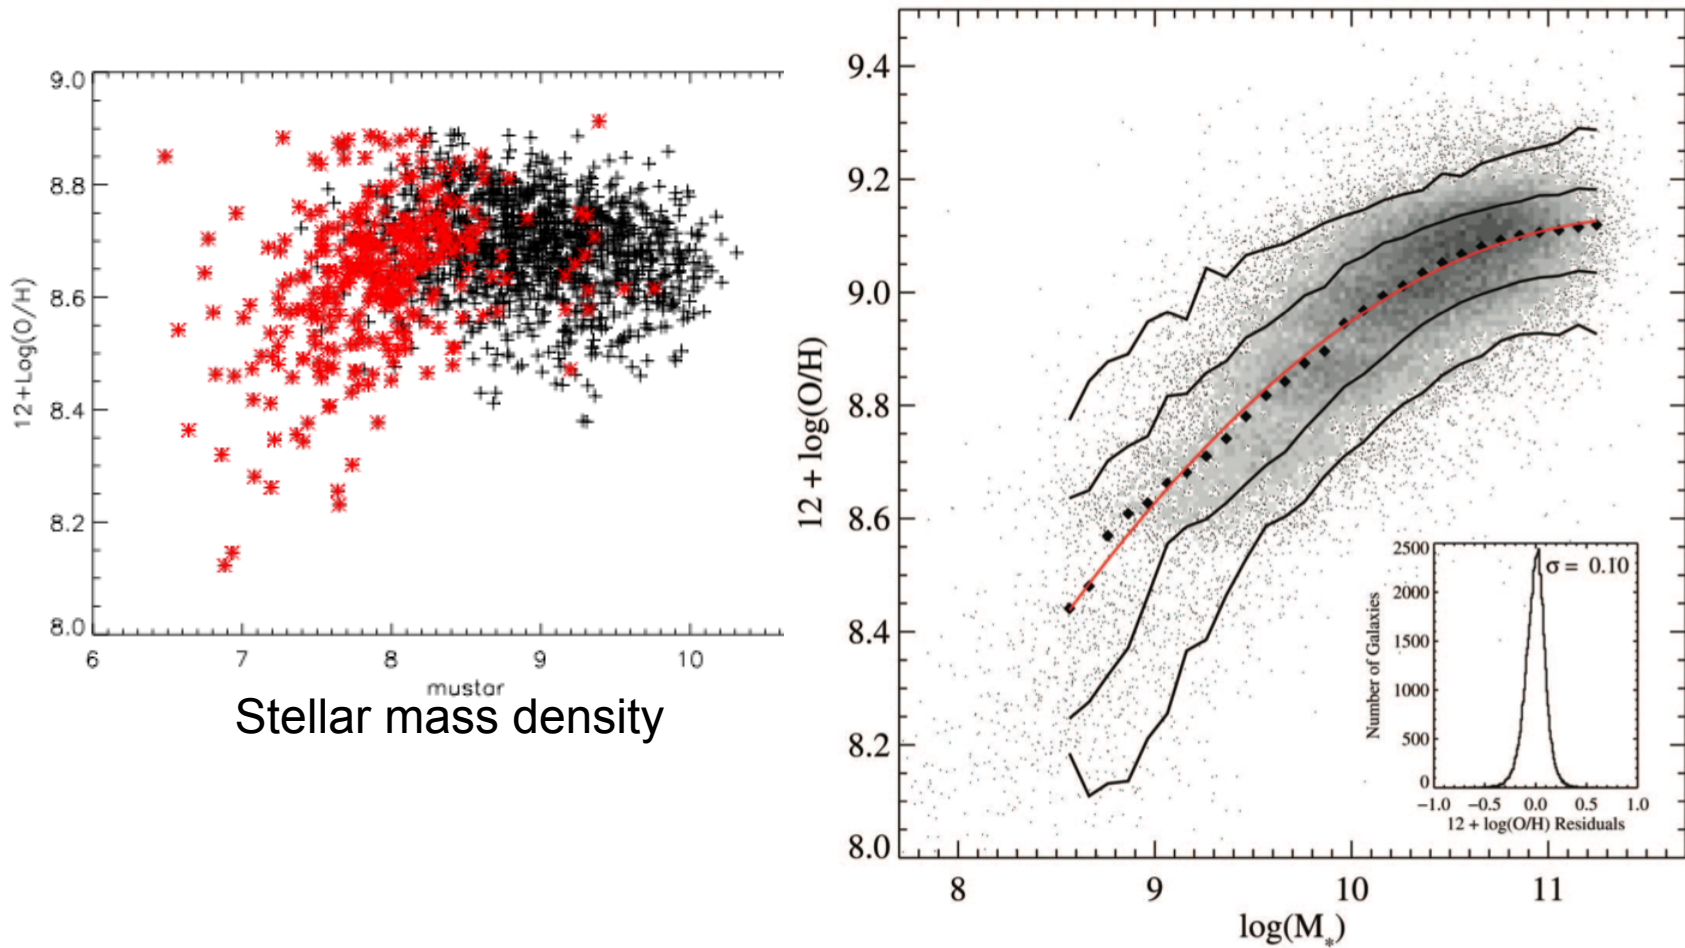 12+Log(O/H)
9.0
8.8
8.6
8.4
8.2
8.0
6 7 8 9 10
mustar
Stellar mass density
12 + log(O/H)
9.4
9.2
9.0
8.8
8.6
8.4
8.2
8.0
8 9 10 11
log(M*)
Number of Galaxies
2500
2000
1500
1000
500
0
σ = 0.10
−1.0 −0.5 0.0 0.5 1.0
12 + log(O/H) Residuals